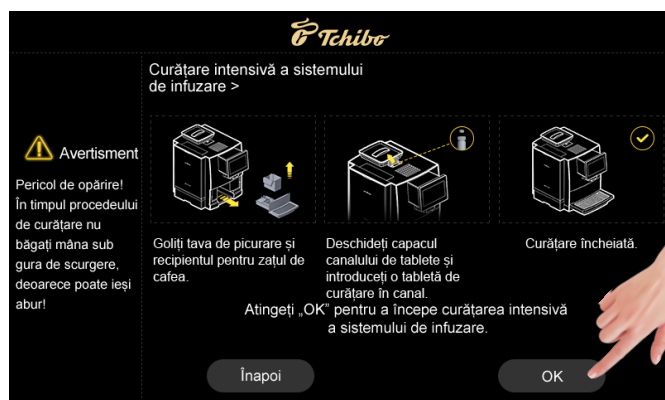 Tchibo
Curățare intensivă a sistemului
de infuzare >
Avertisment
Pericol de opărire!
În timpul procedeului
de curățare nu
băgați mâna sub
gura de scurgere,
deoarece poate ieși
abur!
Goliți tava de picurare și
recipientul pentru zațul de
cafea.
Deschideți capacul
canalului de tablete și
introduceți o tabletă de
curățare în canal.
Curățare încheiată.
Atingeți „OK” pentru a începe curățarea intensivă
a sistemului de infuzare.
Înapoi
OK